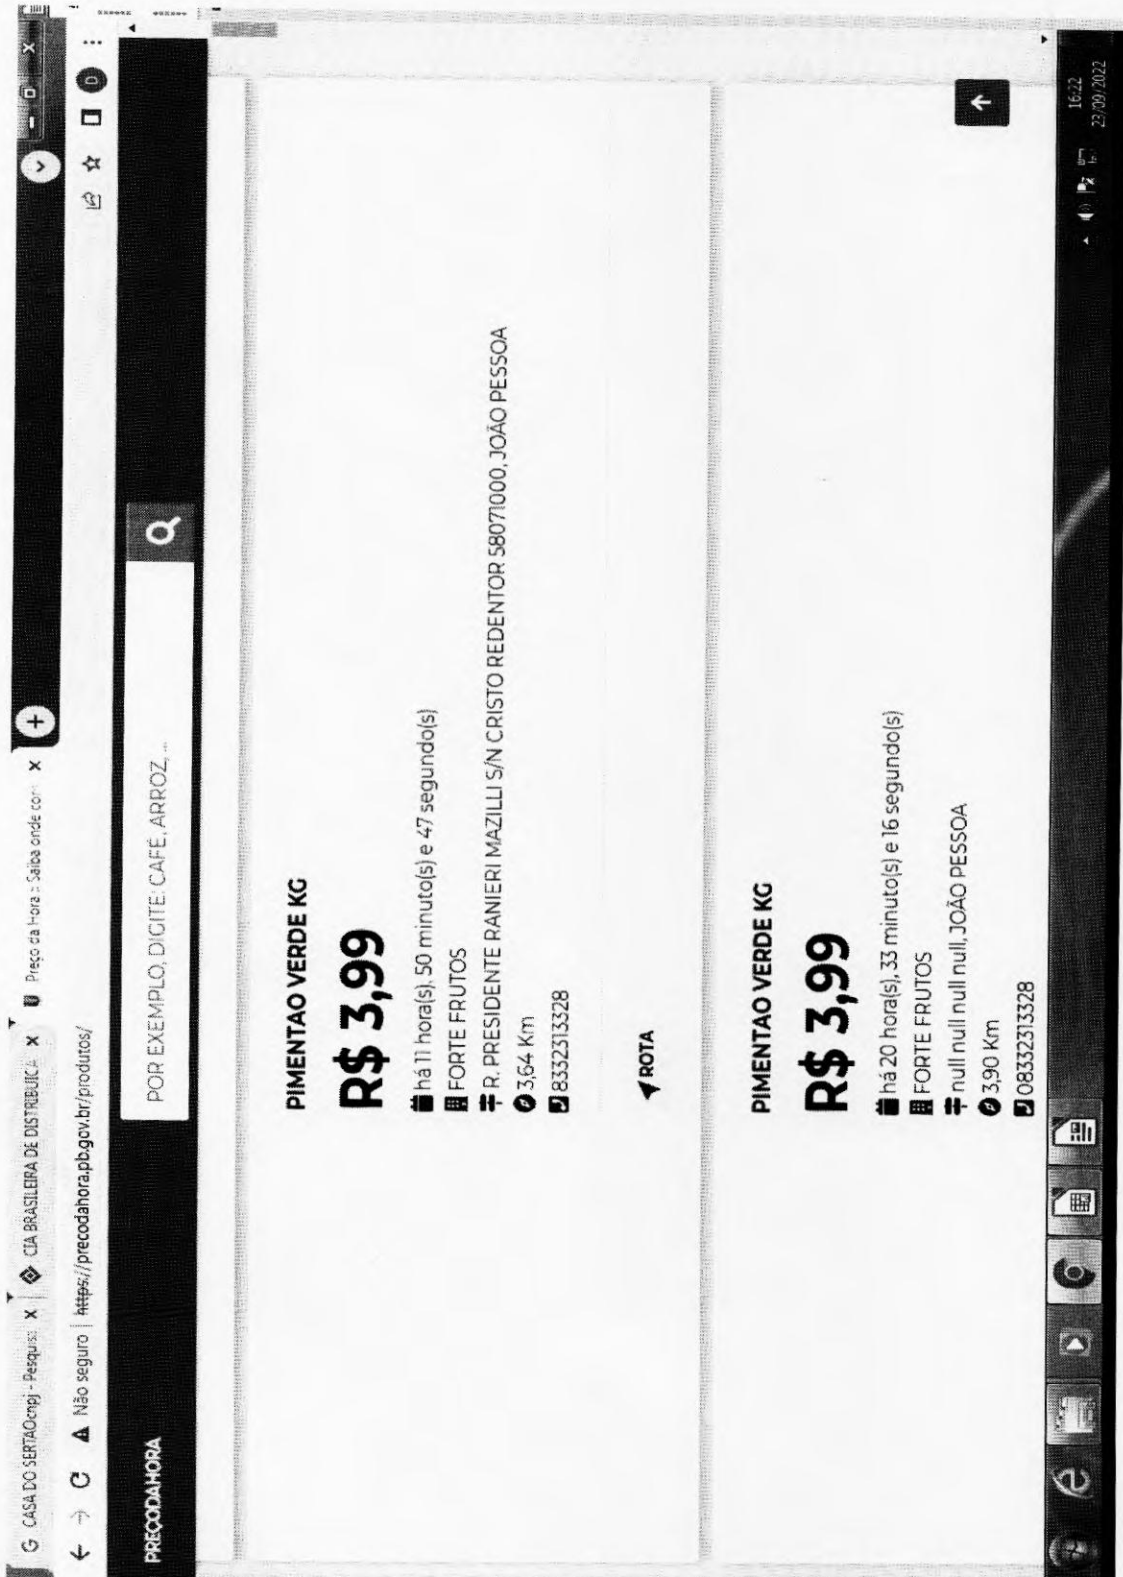 CASA DO SERTAOcnpj - Pesquis
CIA BRASILEIRA DE DISTRIBUICA
Preço da Hora :: Saiba onde con
Não seguro | https://precodahora.pb.gov.br/produtos/
D
PREÇODAHORA
POR EXEMPLO, DIGITE: CAFÉ, ARROZ, ...
PIMENTAO VERDE KG
R$ 3,99
há 11 hora(s), 50 minuto(s) e 47 segundo(s)
FORTE FRUTOS
R. PRESIDENTE RANIERI MAZILLI S/N CRISTO REDENTOR 58071000, JOÃO PESSOA
3,64 Km
8332313328
ROTA
PIMENTAO VERDE KG
R$ 3,99
há 20 hora(s), 33 minuto(s) e 16 segundo(s)
FORTE FRUTOS
null null null null, JOÃO PESSOA
3,90 Km
08332313328
16:22
23/09/2022